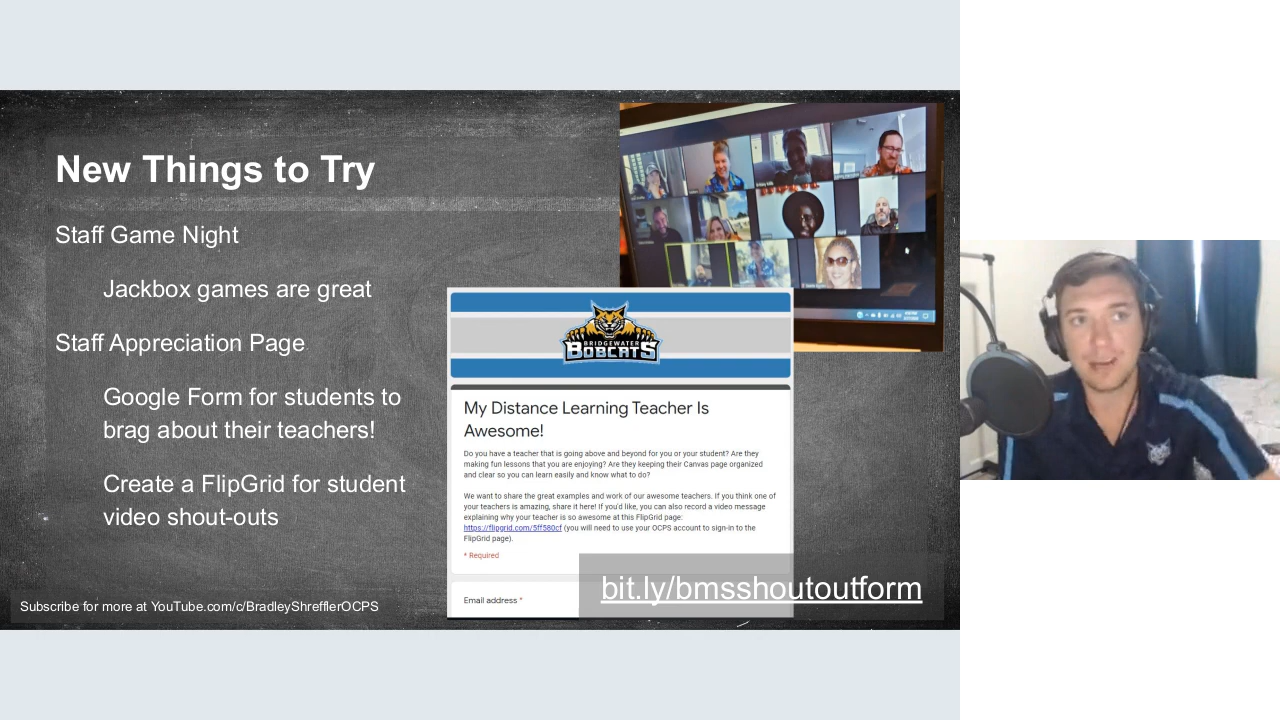 New Things to Try
Staff Game Night
Jackbox games are great
Staff Appreciation Page
Google Form for students to
brag about their teachers!
Create a FlipGrid for student
video shout-outs
Subscribe for more at YouTube.com/c/BradleyShrefflerOCPS
BRIDGEWATER
BOBCATS
My Distance Learning Teacher Is
Awesome!
Do you have a teacher that is going above and beyond for you or your student? Are they
making fun lessons that you are enjoying? Are they keeping their Canvas page organized
and clear so you can learn easily and know what to do?
We want to share the great examples and work of our awesome teachers. If you think one of
your teachers is amazing, share it here! If you'd like, you can also record a video message
explaining why your teacher is so awesome at this FlipGrid page:
https://flipgrid.com/5ff580cf (you will need to use your OCPS account to sign-in to the
FlipGrid page).
* Required
Email address *
bit.ly/bmsshoutoutform